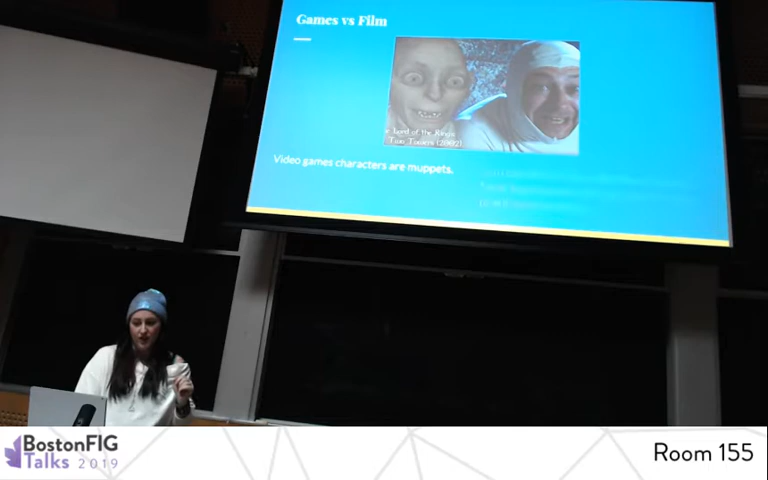 Games vs Film
e Lord of the Rings
Two Towers (2002)
Video games characters are muppets.
BostonFIG
Talks 2019
Room 155